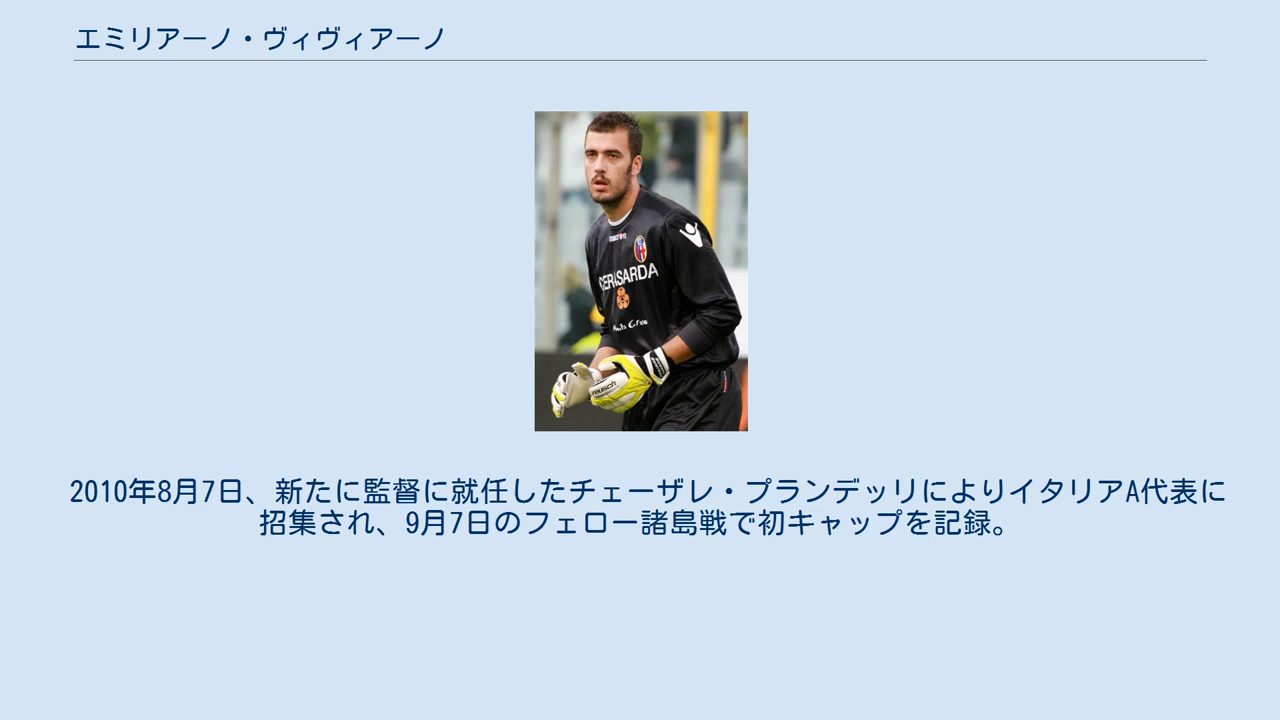 エミリアーノ・ヴィヴィアーノ
macron
CERASARDA
reusch
2010年8月7日、新たに監督に就任したチェーザレ・プランデッリによりイタリアA代表に
招集され、9月7日のフェロー諸島戦で初キャップを記録。